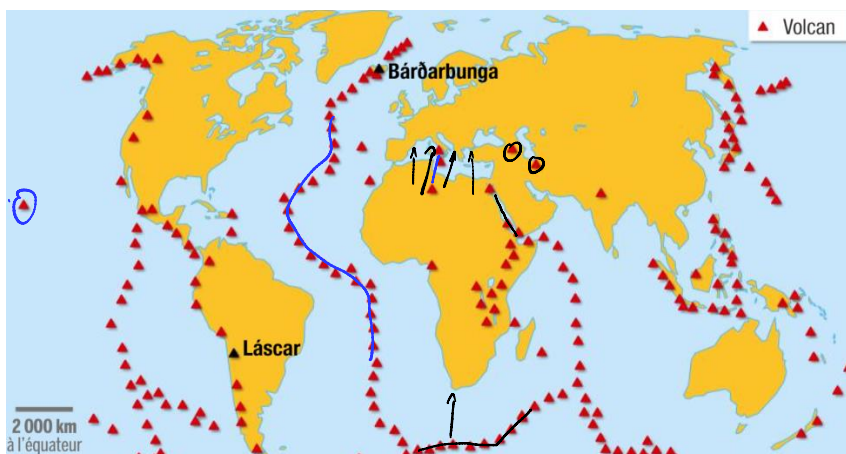 Volcan
Bárðarbunga
Láscar
2 000 km
à l'équateur